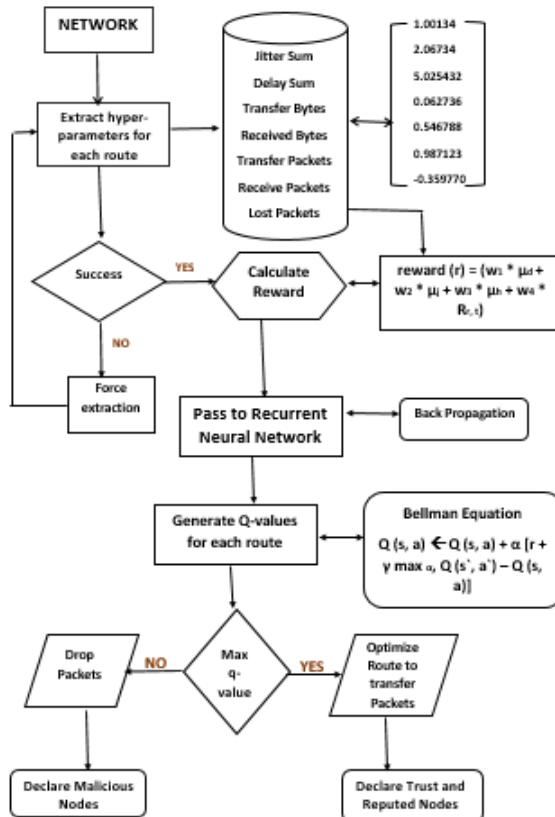 NETWORK
Extract hyper-
parameters for
each route
Jitter Sum
Delay Sum
Transfer Bytes
Received Bytes
Transfer Packets
Receive Packets
Lost Packets
1.00134
2.06734
5.025432
0.062736
0.546788
0.987123
-0.359770
Success
YES
Calculate
Reward
reward (r) = (w₁ * μd +
w₂ * μj + w₃ * μh + w₄ *
Rr, t)
NO
Force
extraction
Pass to Recurrent
Neural Network
Back Propagation
Generate Q-values
for each route
Bellman Equation
Q (s, a) ← Q (s, a) + α [r +
γ max a, Q (s`, a`) – Q (s,
a)]
Drop
Packets
NO
Max
q-
value
YES
Optimize
Route to
transfer
Packets
Declare Malicious
Nodes
Declare Trust and
Reputed Nodes